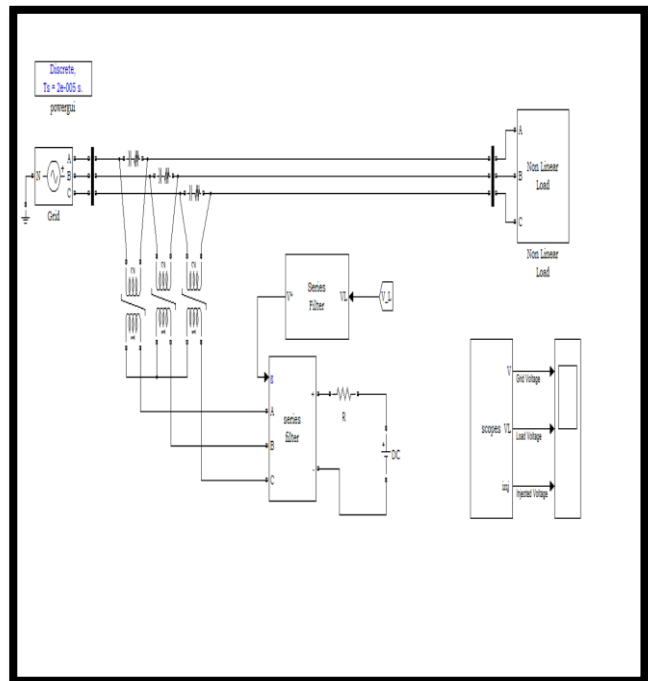 Discrete,
Ts = 2e-005 s.
powergui
N
A
B
C
Grid
A
B
C
Non Linear
Load
Non Linear
Load
V*
Series
Filter
VL
V_L
g
A
B
C
series
filter
+
-
R
+
DC
scopes
V
VL
inj
Grid Voltage
Load Voltage
Injected Voltage